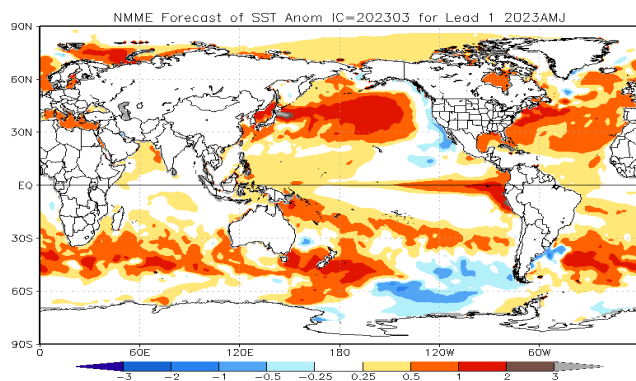 NMME Forecast of SST Anom IC=202303 for Lead 1 2023AMJ
90N
60N
30N
EQ
30S
60S
90S
0 60E 120E 180 120W 60W
-3 -2 -1 -0.5 -0.25 0.25 0.5 1 2 3